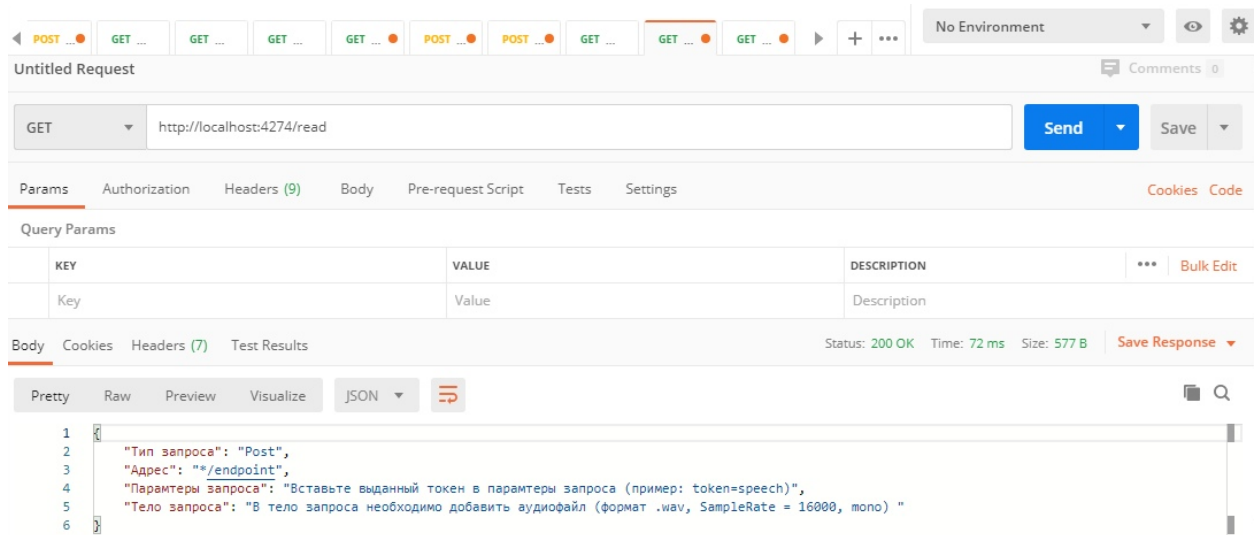 POST ... GET ... GET ... GET ... GET ... POST ... POST ... GET ... GET ... GET ... + ••• No Environment
Untitled Request Comments 0
GET http://localhost:4274/read Send Save
Params Authorization Headers (9) Body Pre-request Script Tests Settings Cookies Code
Query Params
KEY VALUE DESCRIPTION ••• Bulk Edit
Key Value Description
Body Cookies Headers (7) Test Results Status: 200 OK Time: 72 ms Size: 577 B Save Response
Pretty Raw Preview Visualize JSON
1 {
2 "Тип запроса": "Post",
3 "Адрес": "*/endpoint",
4 "Парамтеры запроса": "Вставьте выданный токен в парамтеры запроса (пример: token=speech)",
5 "Тело запроса": "В тело запроса необходимо добавить аудиофайл (формат .wav, SampleRate = 16000, mono) "
6 }